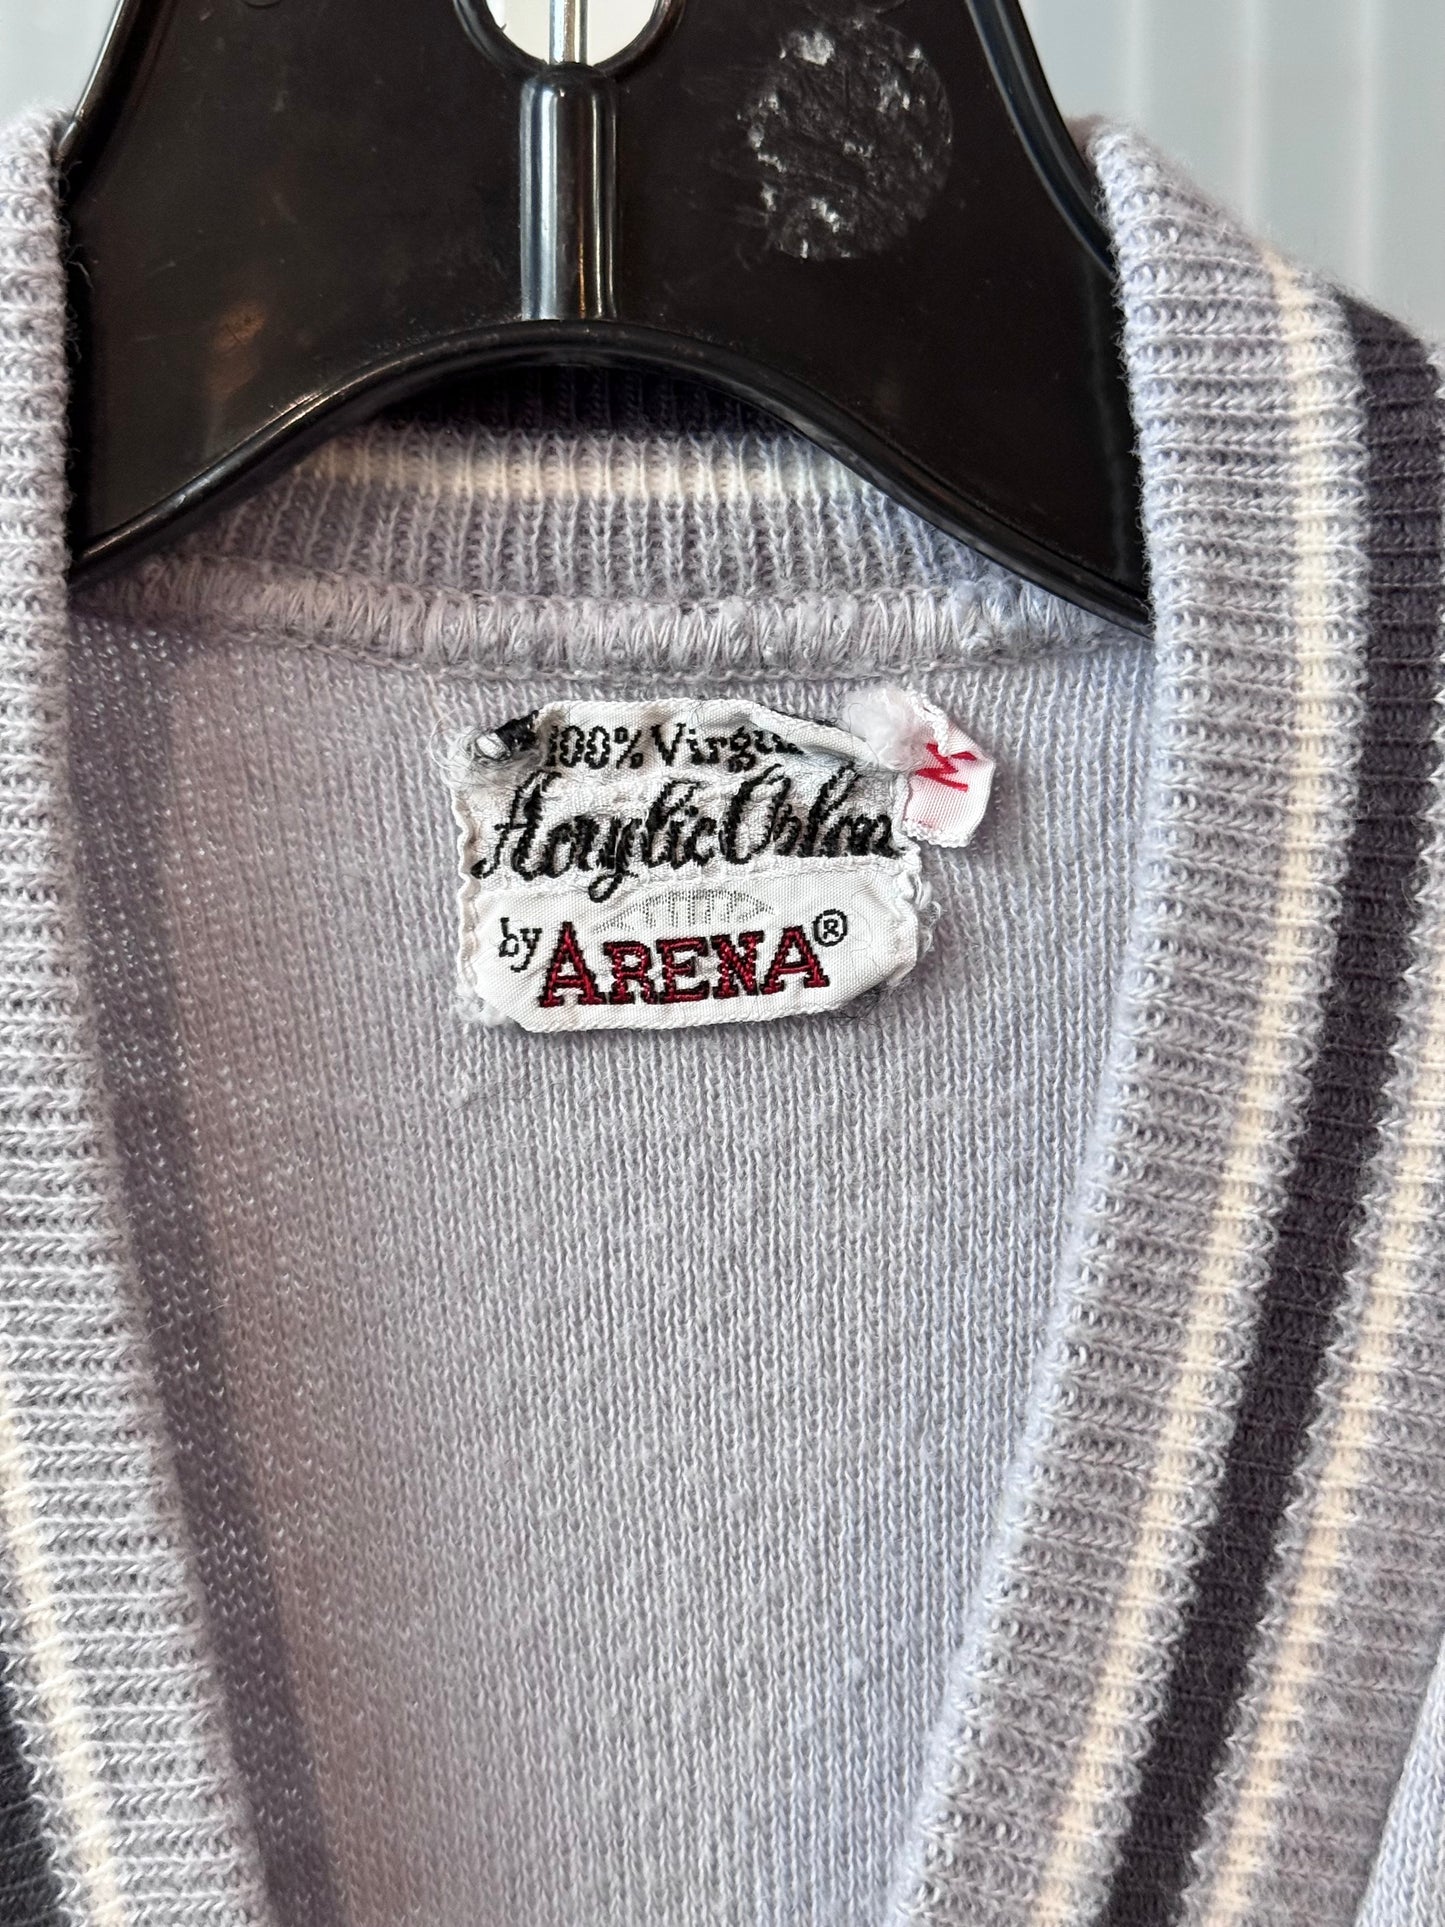 100% Virgin
Acrylic Orlon
by ARENA®
M